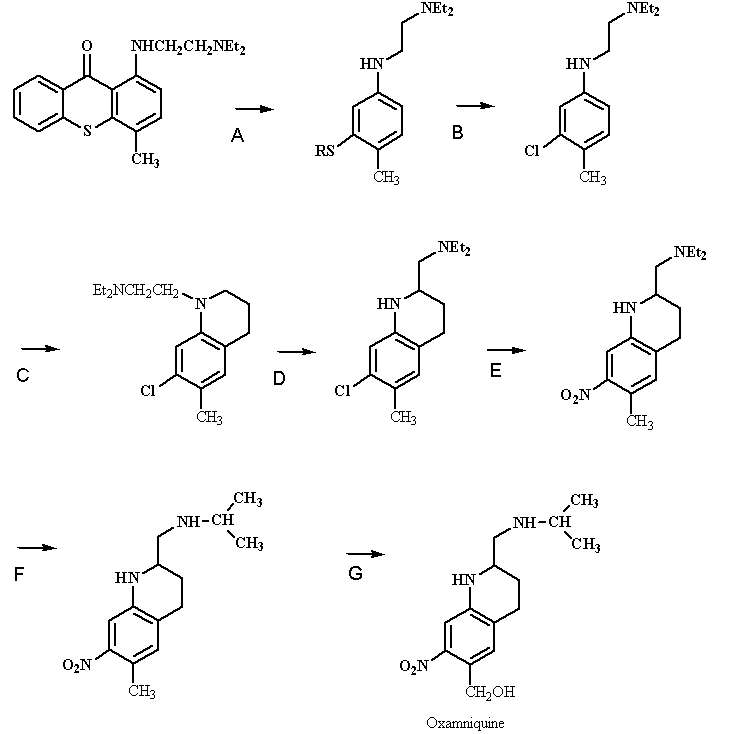 O
NHCH2CH2NEt2
S
CH3
A
NEt2
HN
RS
CH3
B
NEt2
HN
Cl
CH3
C
Et2NCH2CH2
N
Cl
CH3
D
NEt2
HN
Cl
CH3
E
NEt2
HN
O2N
CH3
F
CH3
NH-CH
CH3
HN
O2N
CH3
G
CH3
NH-CH
CH3
HN
O2N
CH2OH
Oxamniquine